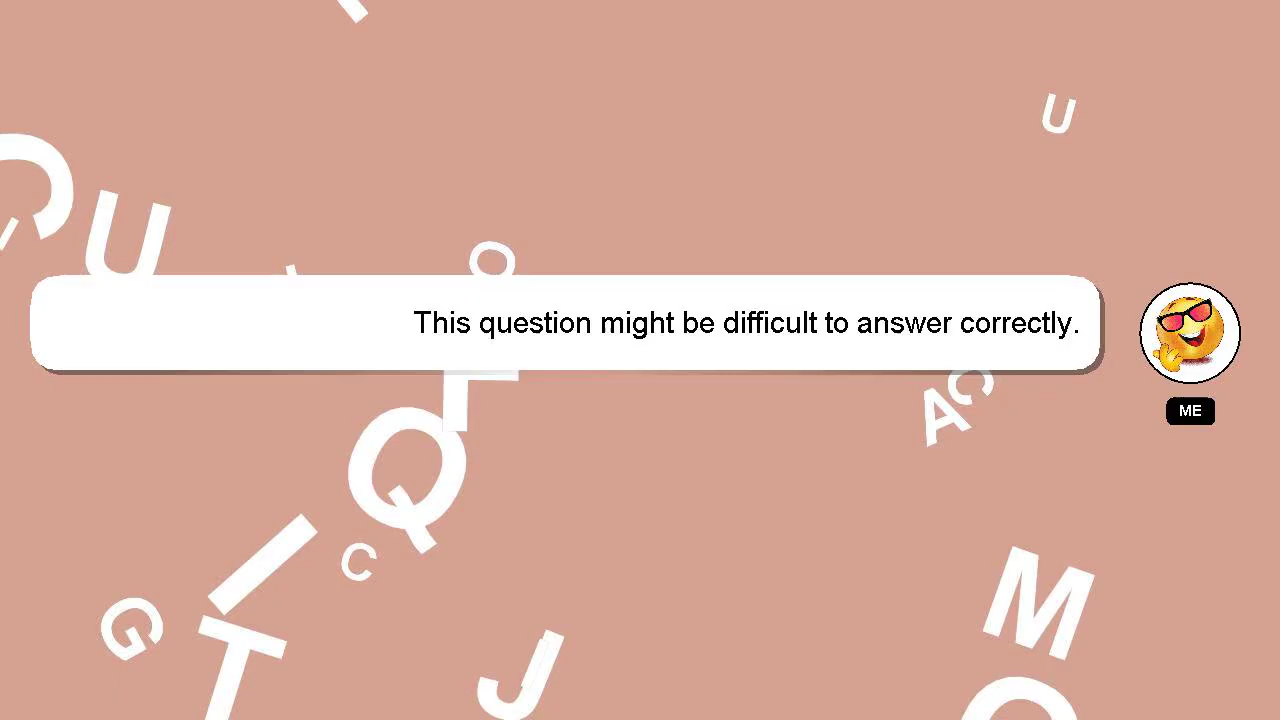 This question might be difficult to answer correctly.
ME
U
C
U
O
A
C
Q
I
C
G
T
J
M